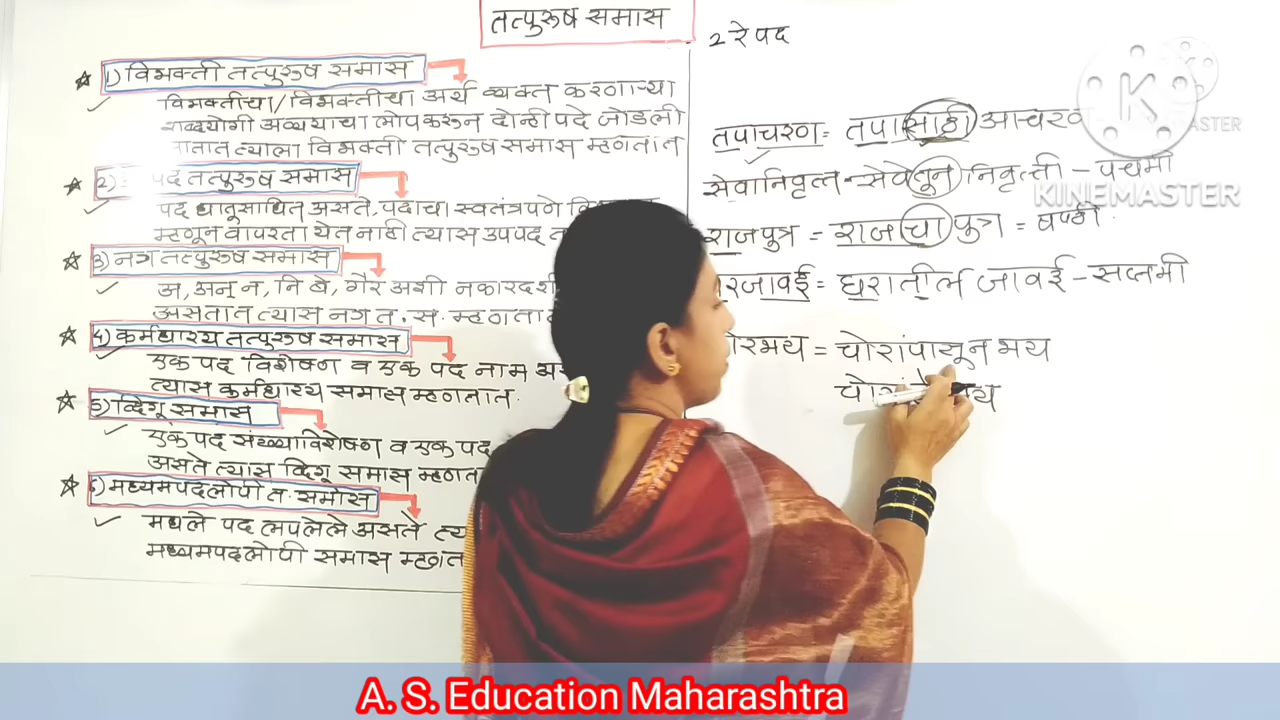 तत्पुरुष समास
1) विभक्ती तत्पुरुष समास
विभक्तीचा/विभक्तीचा अर्थ व्यक्त करणाऱ्या
शब्दयोगी अव्ययाचा लोप करून दोन्ही पदे जोडली
जातात त्याला विभक्ती तत्पुरुष समास म्हणतात
2) पद तत्पुरुष समास
पद धातूसाधित असते, पदाचा स्वतंत्रपणे
म्हणून वापरता येत नाही त्यास उपपद
3) नञ तत्पुरुष समास
अ, अन् न, नि बे, गैर अशी नकारदर्शी
असतात त्यास नञ त. स. म्हणतात
4) कर्मधारय तत्पुरुष समास
एक पद विशेषण व एक पद नाम
त्यास कर्मधारय समास म्हणतात.
5) द्विगू समास
एक पद संख्याविशेषण व एक पद
असते त्यास द्विगू समास म्हणतात
6) मध्यमपदलोपी त. समास
मधले पद लपलेले असते
मध्यमपदलोपी समास म्हणतात
2 रे पद
तपाचरण = तपासाठी आचरण
सेवानिवृत्त - सेवेतून निवृत्ती - पंचमी
राजपुत्र = राजाचा पुत्र = षष्ठी
घरजावई = घरातील जावई - सप्तमी
चोरभय = चोरांपासून भय
A. S. Education Maharashtra
KINEMASTER